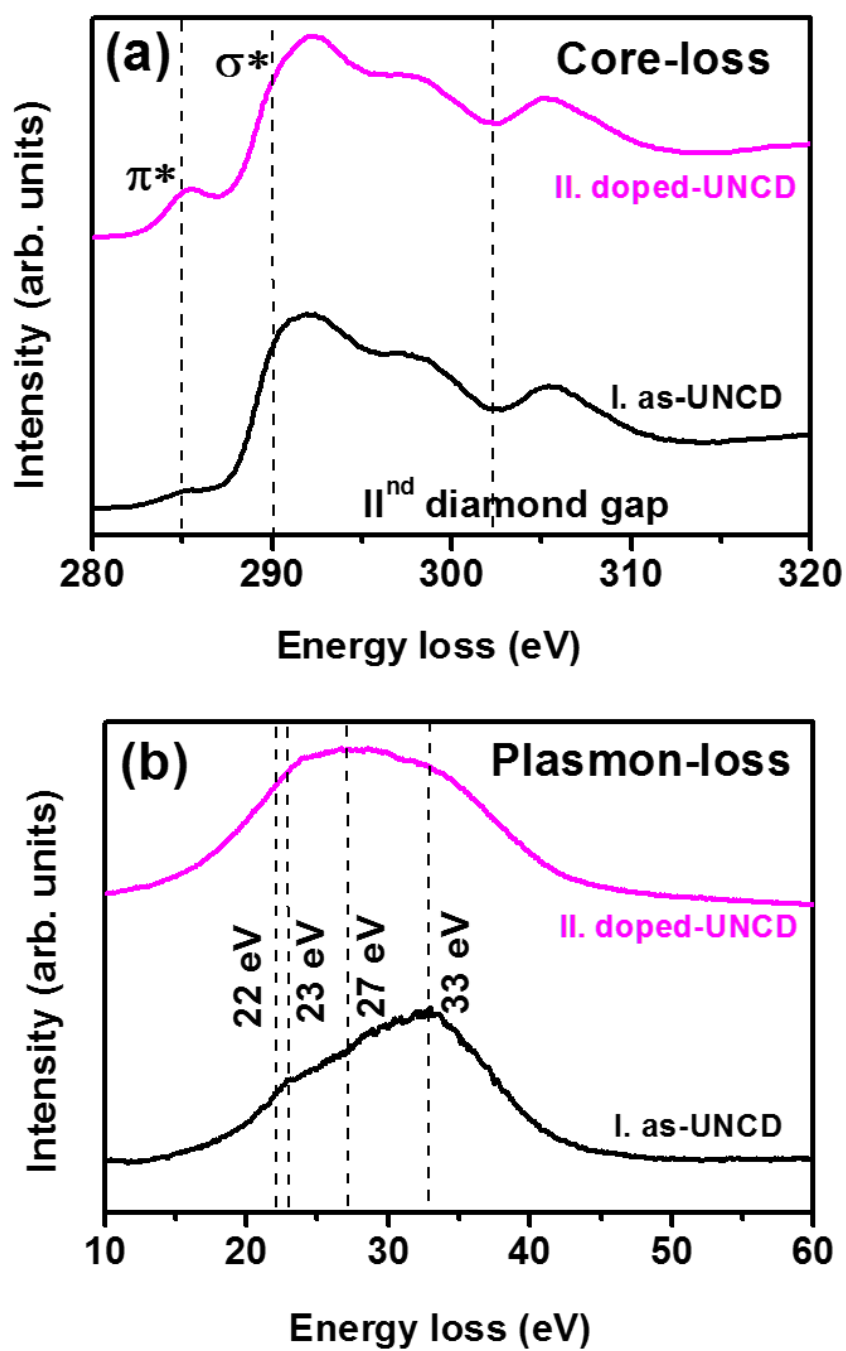 (a)
σ*
Core-loss
π*
II. doped-UNCD
I. as-UNCD
IInd diamond gap
Intensity (arb. units)
280 290 300 310 320
Energy loss (eV)
(b)
Plasmon-loss
II. doped-UNCD
22 eV
23 eV
27 eV
33 eV
I. as-UNCD
Intensity (arb. units)
10 20 30 40 50 60
Energy loss (eV)